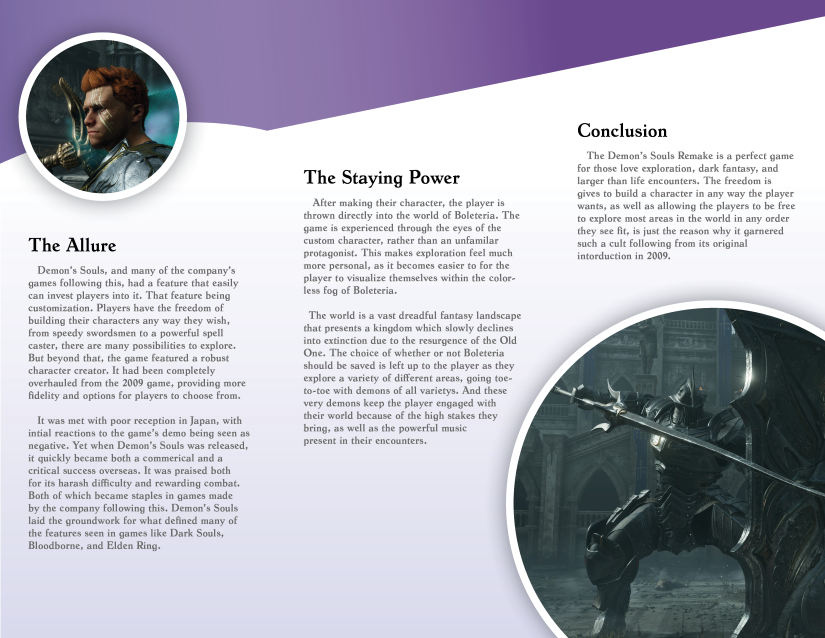 The Allure
Demon's Souls, and many of the company's
games following this, had a feature that easily
can invest players into it. That feature being
customization. Players have the freedom of
building their characters any way they wish,
from speedy swordsmen to a powerful spell
caster, there are many possibilities to explore.
But beyond that, the game featured a robust
character creator. It had been completely
overhauled from the 2009 game, providing more
fidelity and options for players to choose from.
It was met with poor reception in Japan, with
intial reactions to the game's demo being seen as
negative. Yet when Demon's Souls was released,
it quickly became both a commerical and a
critical success overseas. It was praised both
for its harsh difficulty and rewarding combat.
Both of which became staples in games made
by the company following this. Demon's Souls
laid the groundwork for what defined many of
the features seen in games like Dark Souls,
Bloodborne, and Elden Ring.
The Staying Power
After making their character, the player is
thrown directly into the world of Boleteria. The
game is experienced through the eyes of the
custom character, rather than an unfamilar
protagonist. This makes exploration feel much
more personal, as it becomes easier to for the
player to visualize themselves within the color-
less fog of Boleteria.
The world is a vast dreadful fantasy landscape
that presents a kingdom which slowly declines
into extinction due to the resurgence of the Old
One. The choice of whether or not Boleteria
should be saved is left up to the player as they
explore a variety of different areas, going toe-
to-toe with demons of all varietys. And these
very demons keep the player engaged with
their world because of the high stakes they
bring, as well as the powerful music
present in their encounters.
Conclusion
The Demon's Souls Remake is a perfect game
for those love exploration, dark fantasy, and
larger than life encounters. The freedom is
gives to build a character in any way the player
wants, as well as allowing the players to be free
to explore most areas in the world in any order
they see fit, is just the reason why it garnered
such a cult following from its original
intorduction in 2009.